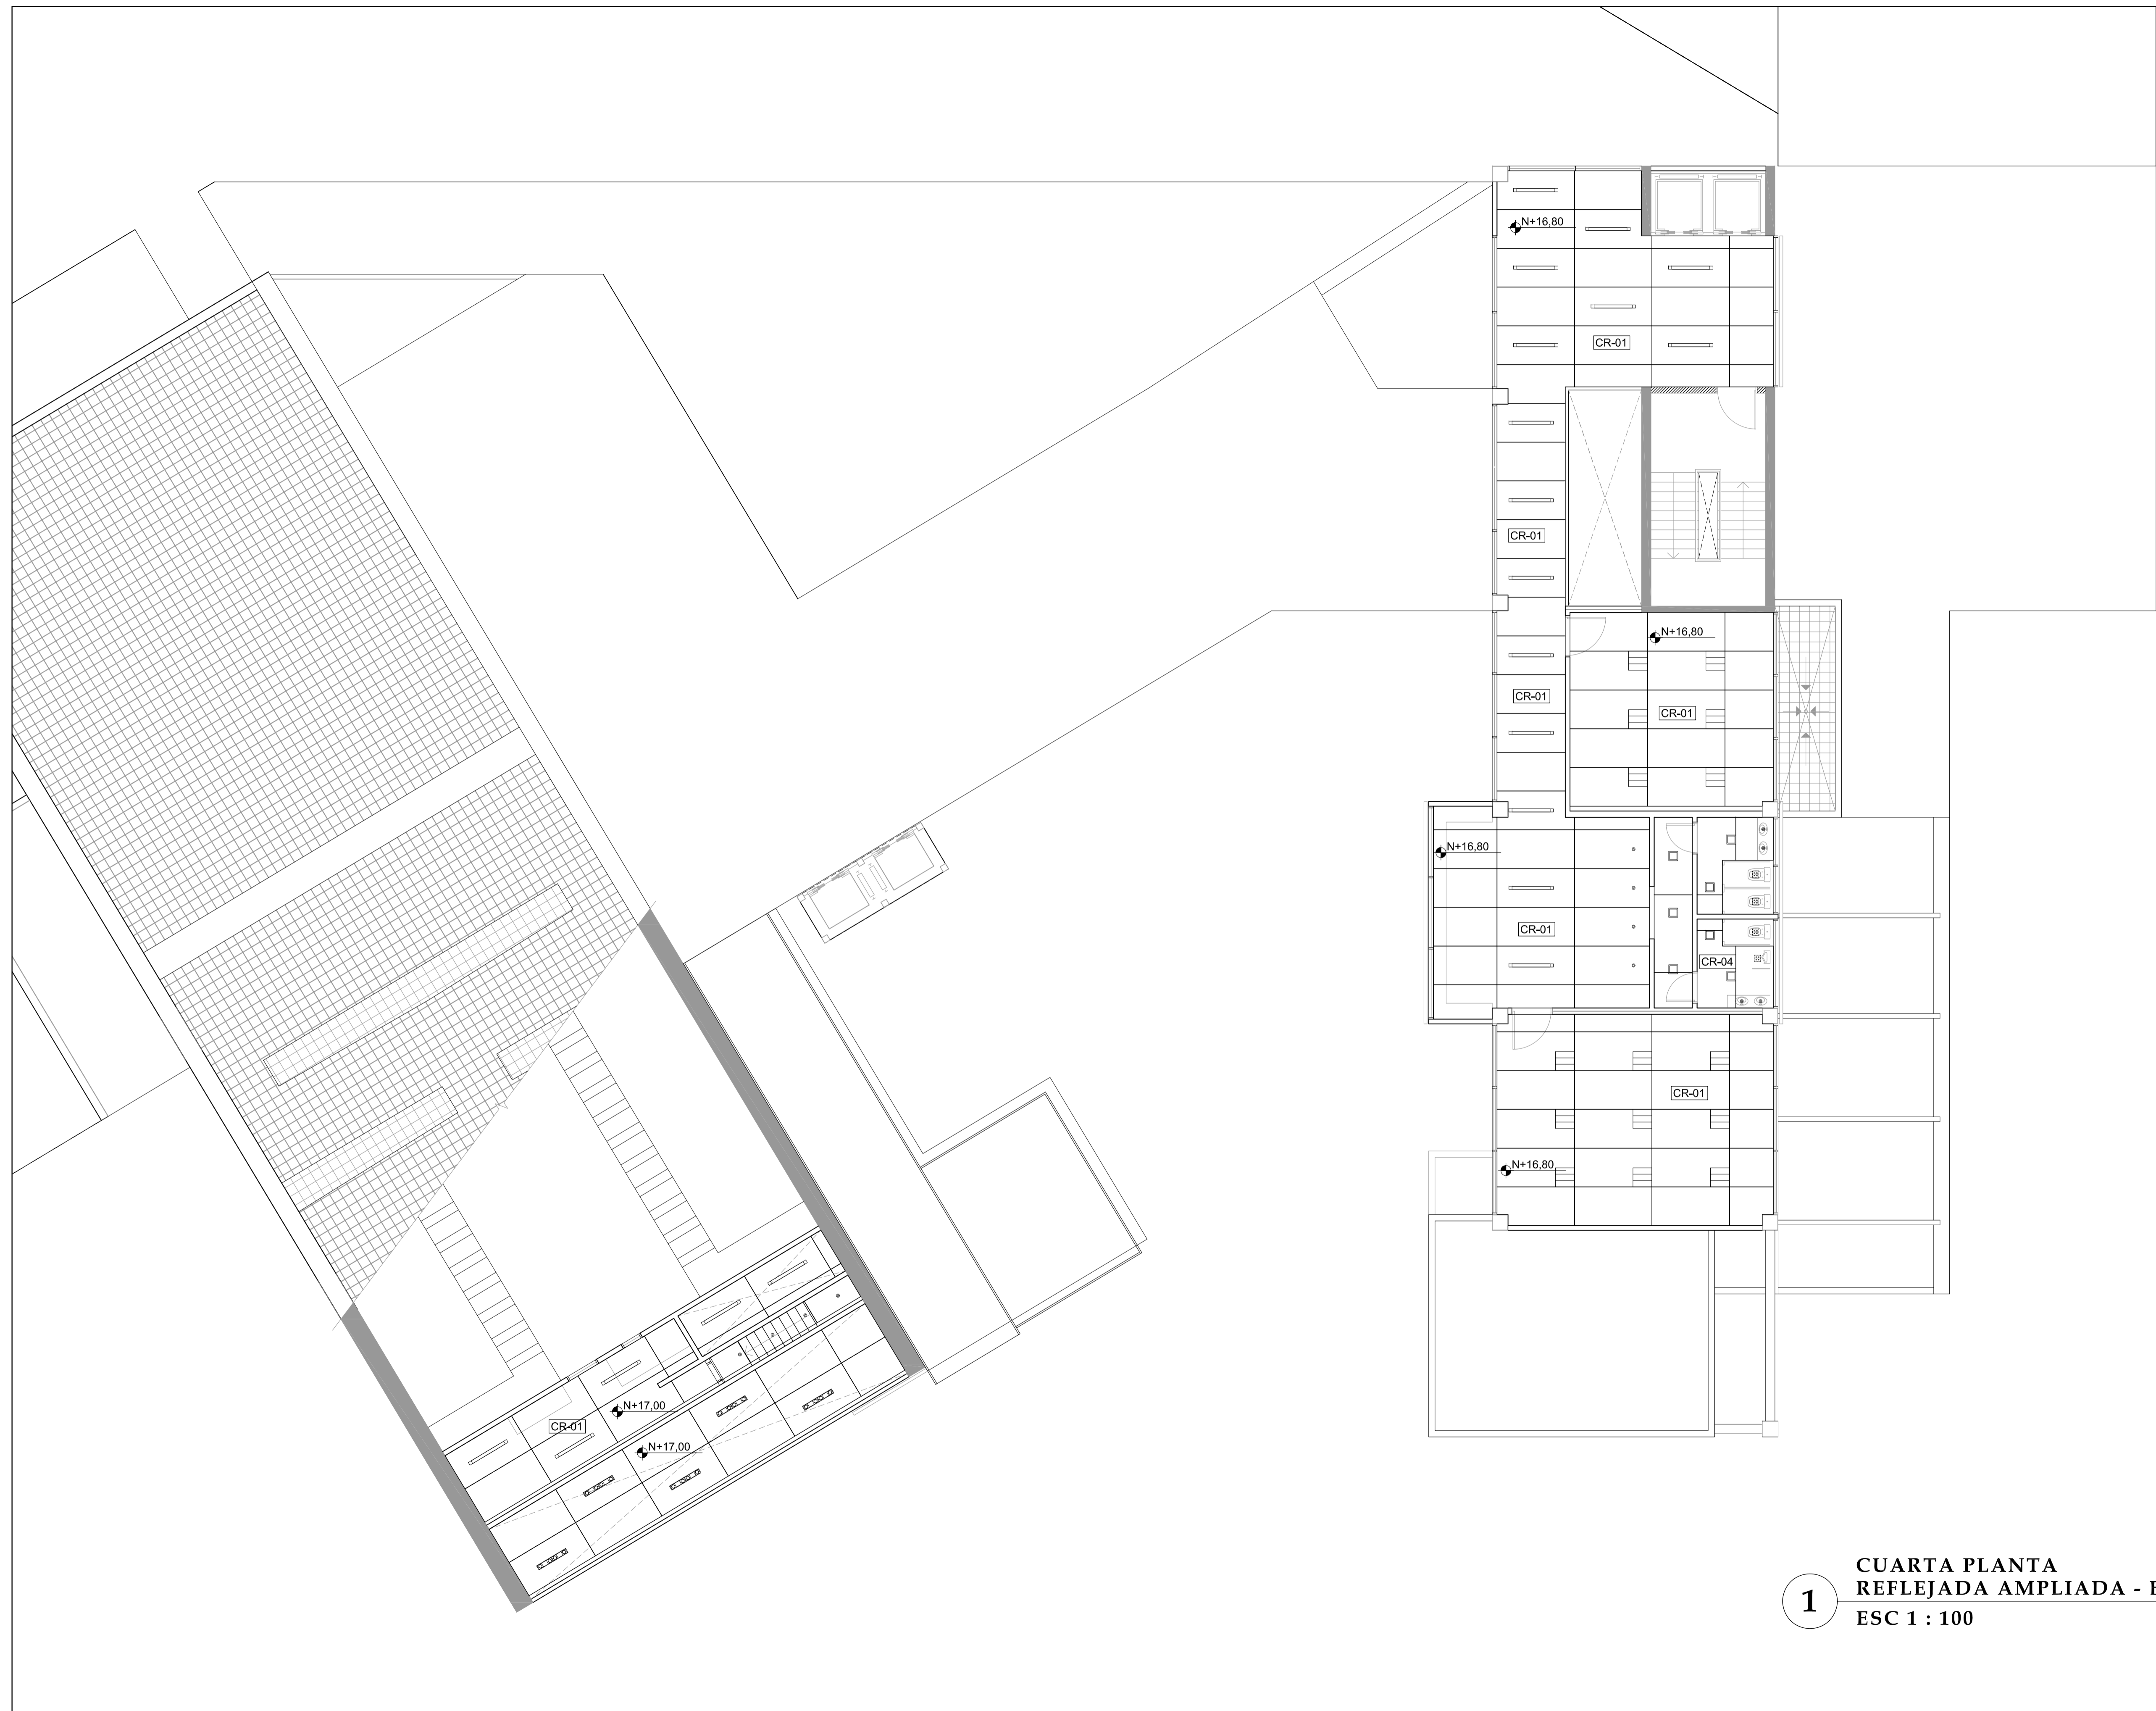 N+16,80
CR-01
CR-01
N+16,80
CR-01
CR-01
N+16,80
CR-01
CR-04
CR-01
N+16,80
N+17,00
CR-01
N+17,00
1
CUARTA PLANTA
REFLEJADA AMPLIADA -
ESC 1 : 100